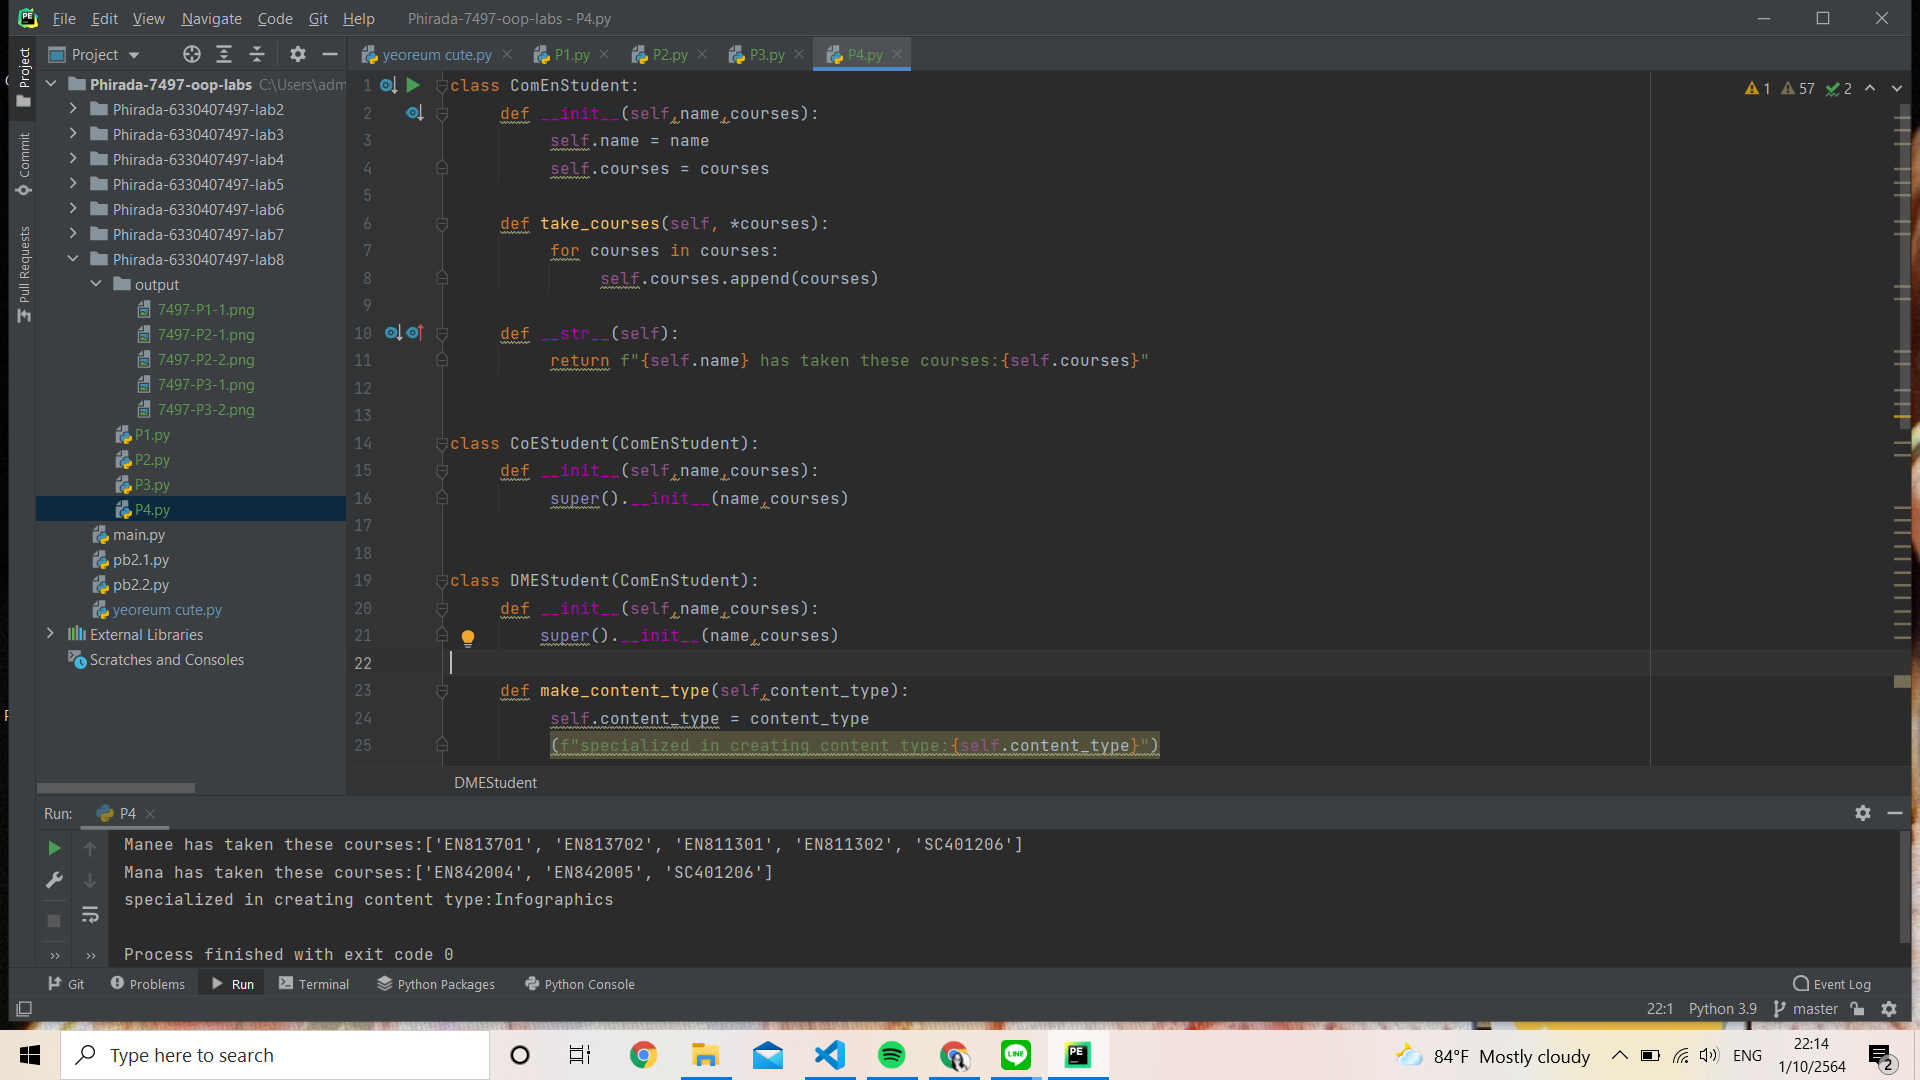 File Edit View Navigate Code Git Help Phirada-7497-oop-labs - P4.py
Project
yeoreum cute.py P1.py P2.py P3.py P4.py
Project
Commit
Pull Requests
Phirada-7497-oop-labs C:\Users\adm
Phirada-6330407497-lab2
Phirada-6330407497-lab3
Phirada-6330407497-lab4
Phirada-6330407497-lab5
Phirada-6330407497-lab6
Phirada-6330407497-lab7
Phirada-6330407497-lab8
output
7497-P1-1.png
7497-P2-1.png
7497-P2-2.png
7497-P3-1.png
7497-P3-2.png
P1.py
P2.py
P3.py
P4.py
main.py
pb2.1.py
pb2.2.py
yeoreum cute.py
External Libraries
Scratches and Consoles
1 57 2
1 class ComEnStudent:
2 def __init__(self,name,courses):
3 self.name = name
4 self.courses = courses
5
6 def take_courses(self, *courses):
7 for courses in courses:
8 self.courses.append(courses)
9
10 def __str__(self):
11 return f"{self.name} has taken these courses:{self.courses}"
12
13
14 class CoEStudent(ComEnStudent):
15 def __init__(self,name,courses):
16 super().__init__(name,courses)
17
18
19 class DMEStudent(ComEnStudent):
20 def __init__(self,name,courses):
21 super().__init__(name,courses)
22
23 def make_content_type(self,content_type):
24 self.content_type = content_type
25 (f"specialized in creating content type:{self.content_type}")
DMEStudent
Run: P4
Manee has taken these courses:['EN813701', 'EN813702', 'EN811301', 'EN811302', 'SC401206']
Mana has taken these courses:['EN842004', 'EN842005', 'SC401206']
specialized in creating content type:Infographics
Process finished with exit code 0
Git Problems Run Terminal Python Packages Python Console Event Log
22:1 Python 3.9 master
Type here to search
LINE
PE
84°F Mostly cloudy ENG
22:14
1/10/2564
2